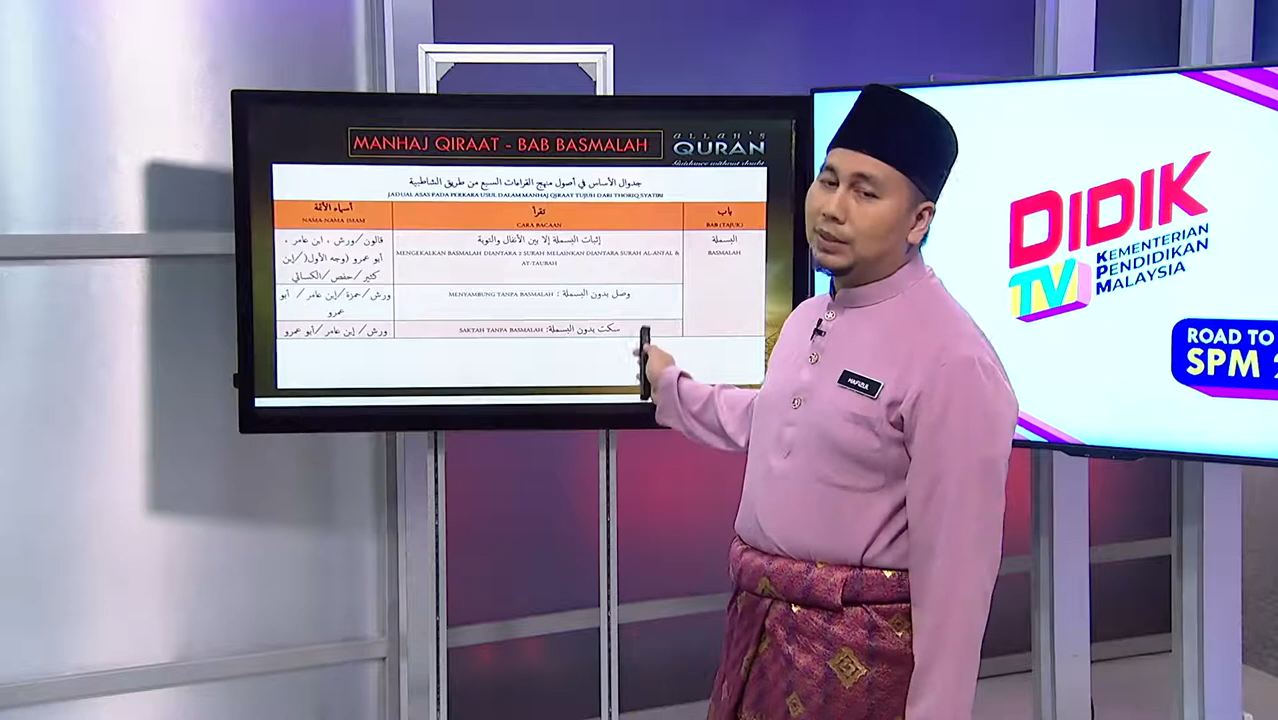 MANHAJ QIRAAT - BAB BASMALAH
ALLAH'S
QURAN
Guidance without doubt
جدوال الأساس في أصول منهج القراءات السبع من طريق الشاطبية
JADUAL ASAS PADA PERKARA USUL DALAM MANHAJ QIRAAT TUJUH DARI THORIQ SYATIBI
باب
BAB (TAJUK)
تقرأ
CARA BACAAN
أسماء الأئمة
NAMA-NAMA IMAM
البسملة
BASMALAH
إثبات البسملة إلا بين الأنفال والتوبة
MENGEKALKAN BASMALAH DIANTARA 2 SURAH MELAINKAN DIANTARA SURAH AL-ANFAL &
AT-TAUBAH
قالون/ورش ، ابن عامر ،
أبو عمرو (وجه الأول(/إبن
كثير/حفص/الكسائي
وصل بدون البسملة : MENYAMBUNG TANPA BASMALAH
ورش/حمزة/إبن عامر / أبو
عمرو
سكت بدون البسملة: SAKTAH TANPA BASMALAH
ورش/ إبن عامر/أبو عمرو
HAFIZUL
DIDIK
TV
KEMENTERIAN
PENDIDIKAN
MALAYSIA
ROAD TO
SPM 2